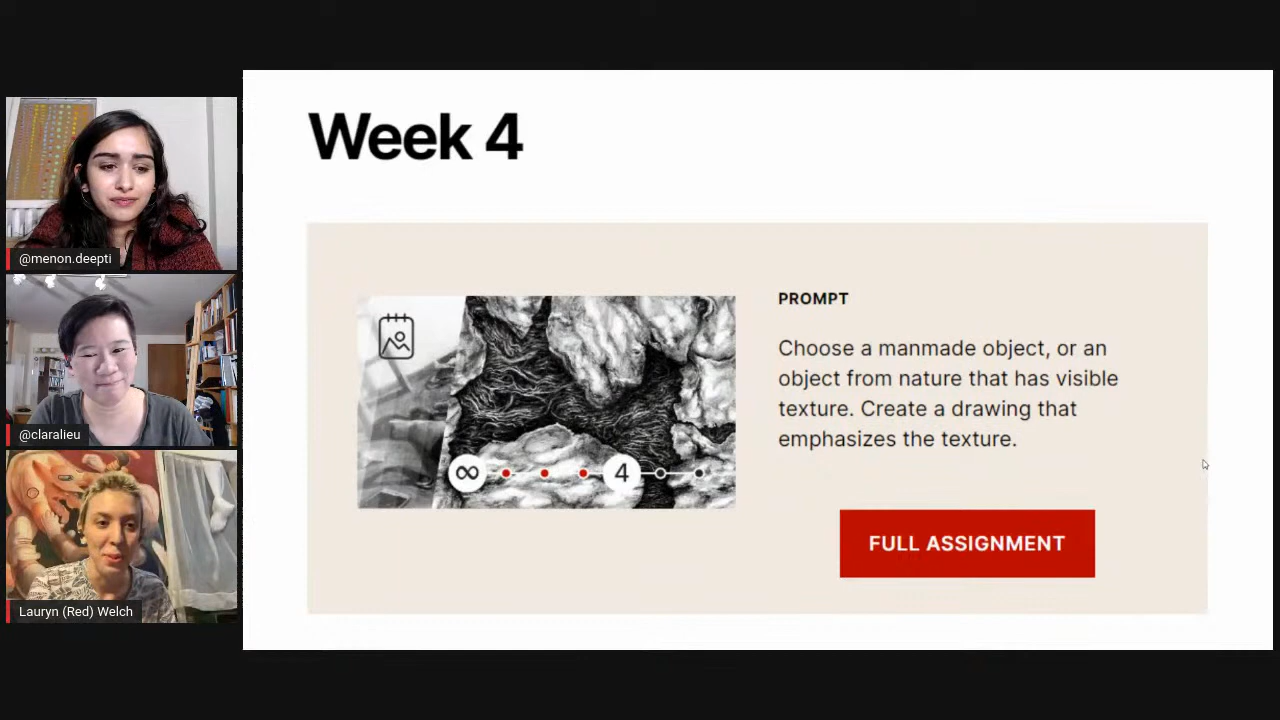 @menon.deepti
@claralieu
Lauryn (Red) Welch
Week 4
∞
4
PROMPT
Choose a manmade object, or an
object from nature that has visible
texture. Create a drawing that
emphasizes the texture.
FULL ASSIGNMENT